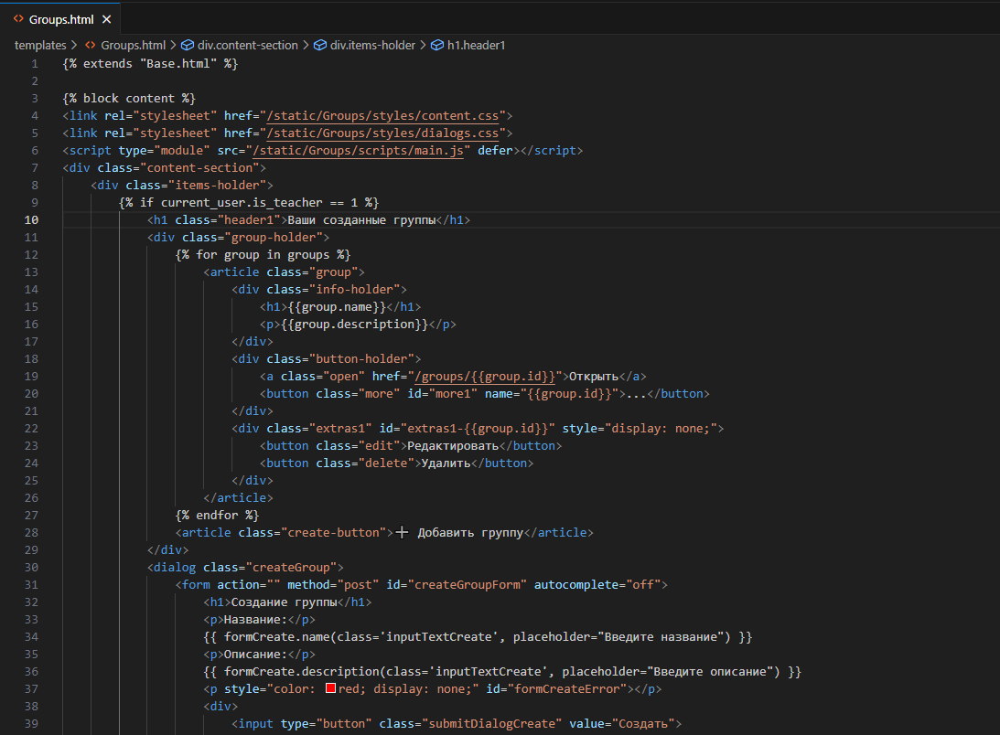 Groups.html
templates > Groups.html > div.content-section > div.items-holder > h1.header1
1 {% extends "Base.html" %}
2
3 {% block content %}
4 <link rel="stylesheet" href="/static/Groups/styles/content.css">
5 <link rel="stylesheet" href="/static/Groups/styles/dialogs.css">
6 <script type="module" src="/static/Groups/scripts/main.js" defer></script>
7 <div class="content-section">
8 <div class="items-holder">
9 {% if current_user.is_teacher == 1 %}
10 <h1 class="header1">Ваши созданные группы</h1>
11 <div class="group-holder">
12 {% for group in groups %}
13 <article class="group">
14 <div class="info-holder">
15 <h1>{{group.name}}</h1>
16 <p>{{group.description}}</p>
17 </div>
18 <div class="button-holder">
19 <a class="open" href="/groups/{{group.id}}">Открыть</a>
20 <button class="more" id="more1" name="{{group.id}}">...</button>
21 </div>
22 <div class="extras1" id="extras1-{{group.id}}" style="display: none;">
23 <button class="edit">Редактировать</button>
24 <button class="delete">Удалить</button>
25 </div>
26 </article>
27 {% endfor %}
28 <article class="create-button">➕ Добавить группу</article>
29 </div>
30 <dialog class="createGroup">
31 <form action="" method="post" id="createGroupForm" autocomplete="off">
32 <h1>Создание группы</h1>
33 <p>Название:</p>
34 {{ formCreate.name(class='inputTextCreate', placeholder="Введите название") }}
35 <p>Описание:</p>
36 {{ formCreate.description(class='inputTextCreate', placeholder="Введите описание") }}
37 <p style="color: red; display: none;" id="formCreateError"></p>
38 <div>
39 <input type="button" class="submitDialogCreate" value="Создать">